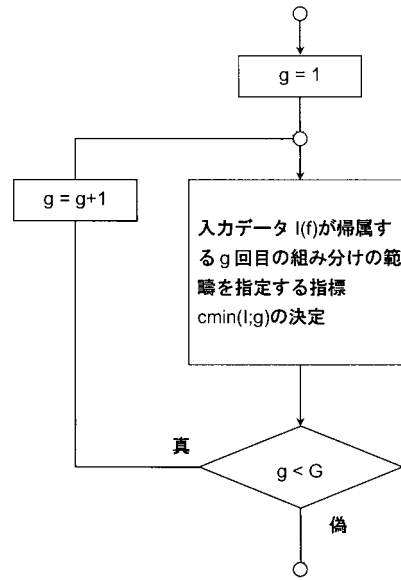 g = 1
g = g+1
入力データ I(f)が帰属す
る g 回目の組み分けの範
疇を指定する指標
cmin(I;g)の決定
真
g < G
偽